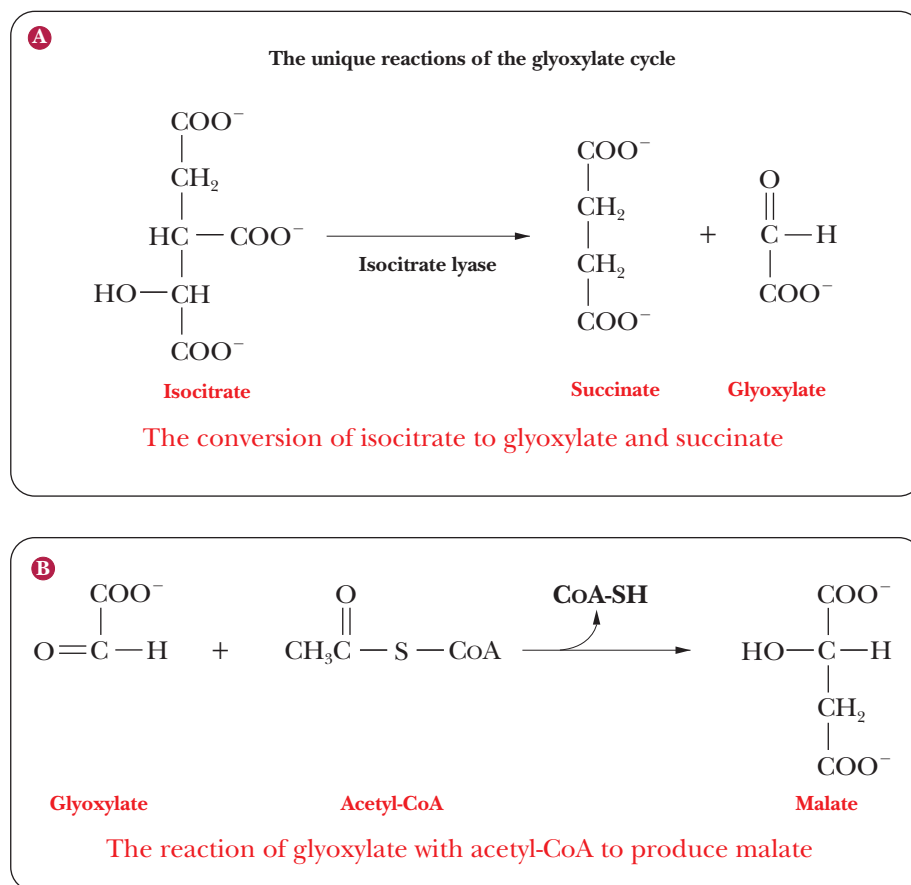 A
The unique reactions of the glyoxylate cycle
COO⁻
CH₂
HC — COO⁻
HO — CH
COO⁻
Isocitrate
Isocitrate lyase
COO⁻
CH₂
CH₂
COO⁻
Succinate
+
O
C — H
COO⁻
Glyoxylate
The conversion of isocitrate to glyoxylate and succinate
B
COO⁻
O=C — H
Glyoxylate
+
O
CH₃C — S — CoA
Acetyl-CoA
CoA-SH
COO⁻
HO — C — H
CH₂
COO⁻
Malate
The reaction of glyoxylate with acetyl-CoA to produce malate